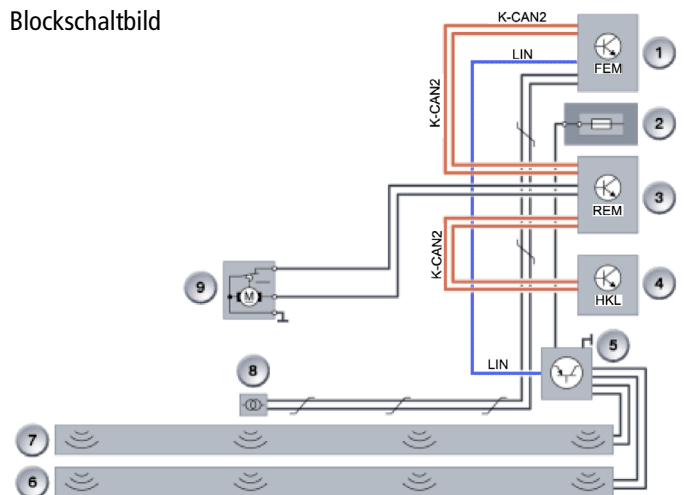 Blockschaltbild
K-CAN2
1
LIN
FEM
K-CAN2
2
3
REM
K-CAN2
4
HKL
9
M
5
LIN
8
7
6